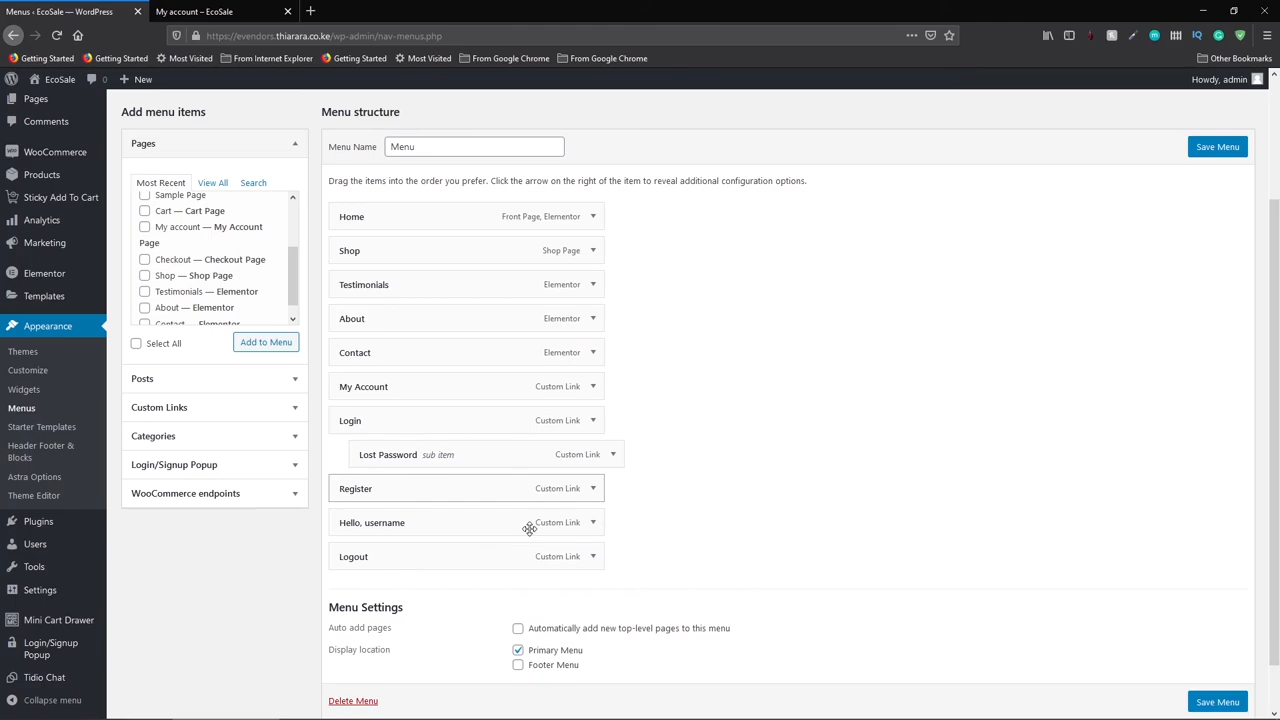 Menus ‹ EcoSale — WordPress
My account – EcoSale
evendors.thiarara.co.ke/wp-admin/nav-menus.php
Getting Started
Most Visited
From Internet Explorer
Getting Started
Most Visited
From Google Chrome
From Google Chrome
Other Bookmarks
EcoSale
0
New
Howdy, admin
Pages
Comments
WooCommerce
Products
Sticky Add To Cart
Analytics
Marketing
Elementor
Templates
Appearance
Themes
Customize
Widgets
Menus
Starter Templates
Header Footer &
Blocks
Astra Options
Theme Editor
Plugins
Users
Tools
Settings
Mini Cart Drawer
Login/Signup
Popup
Tidio Chat
Collapse menu
Add menu items
Pages
Most Recent
View All
Search
Sample Page
Cart — Cart Page
My account — My Account
Page
Checkout — Checkout Page
Shop — Shop Page
Testimonials — Elementor
About — Elementor
Contact — Elementor
Select All
Add to Menu
Posts
Custom Links
Categories
Login/Signup Popup
WooCommerce endpoints
Menu structure
Menu Name
Menu
Save Menu
Drag the items into the order you prefer. Click the arrow on the right of the item to reveal additional configuration options.
Home Front Page, Elementor
Shop Shop Page
Testimonials Elementor
About Elementor
Contact Elementor
My Account Custom Link
Login Custom Link
Lost Password sub item Custom Link
Register Custom Link
Hello, username Custom Link
Logout Custom Link
Menu Settings
Auto add pages
Automatically add new top-level pages to this menu
Display location
Primary Menu
Footer Menu
Delete Menu
Save Menu